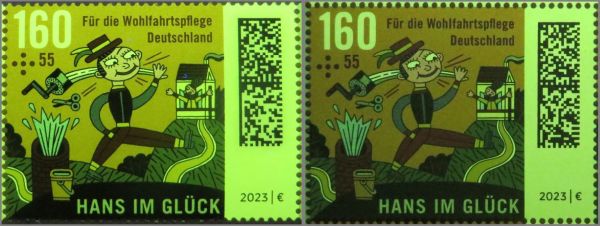 160 Für die Wohlfahrtspflege
55 Deutschland
HANS IM GLÜCK 2023 | €
160 Für die Wohlfahrtspflege
55 Deutschland
HANS IM GLÜCK 2023 | €